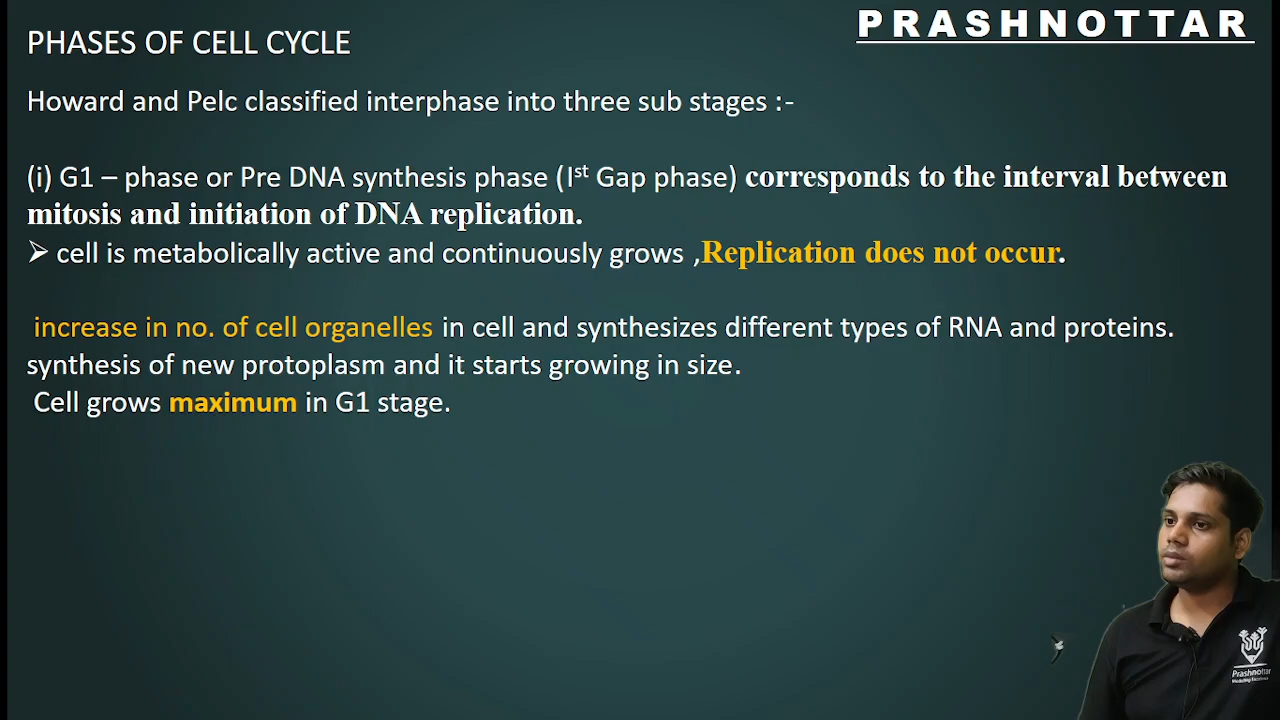 PRASHNOTTAR
PHASES OF CELL CYCLE
Howard and Pelc classified interphase into three sub stages :-
(i) G1 – phase or Pre DNA synthesis phase (Ist Gap phase) corresponds to the interval between
mitosis and initiation of DNA replication.
➢ cell is metabolically active and continuously grows ,Replication does not occur.
increase in no. of cell organelles in cell and synthesizes different types of RNA and proteins.
synthesis of new protoplasm and it starts growing in size.
Cell grows maximum in G1 stage.
Prashnottar